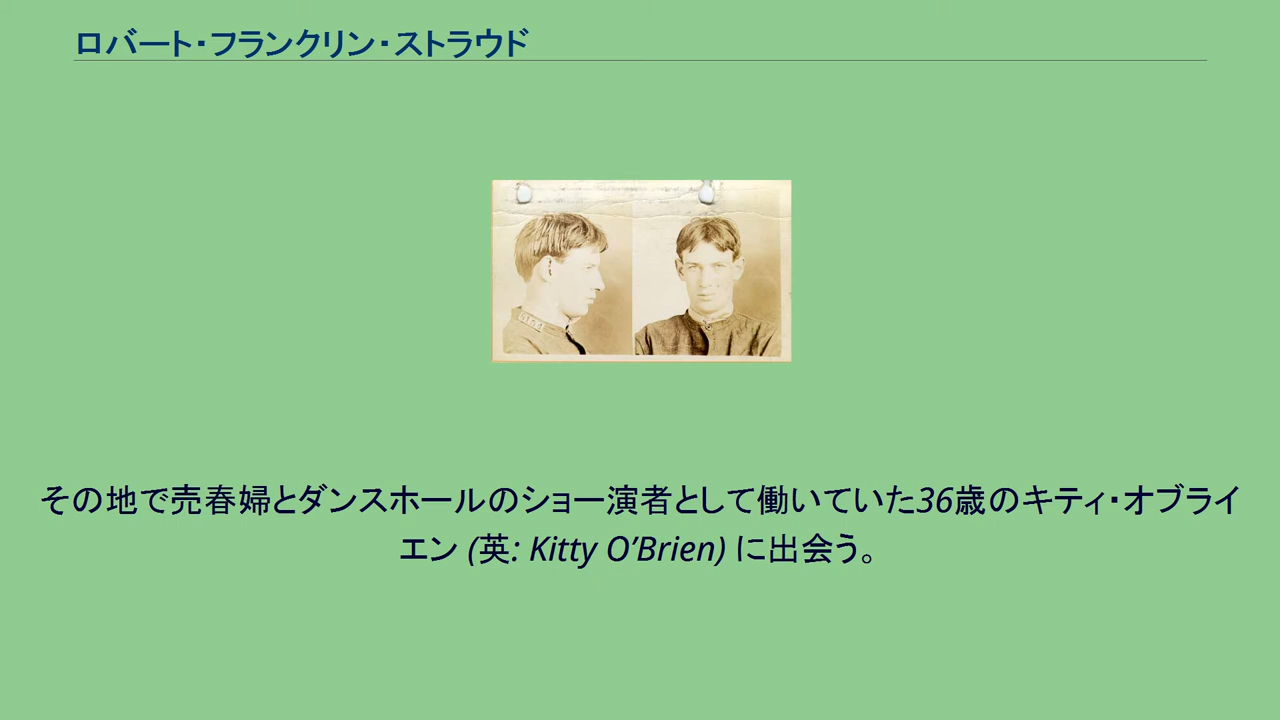 ロバート・フランクリン・ストラウド
その地で売春婦とダンスホールのショー演者として働いていた36歳のキティ・オブライ
エン (英: Kitty O’Brien) に出会う。